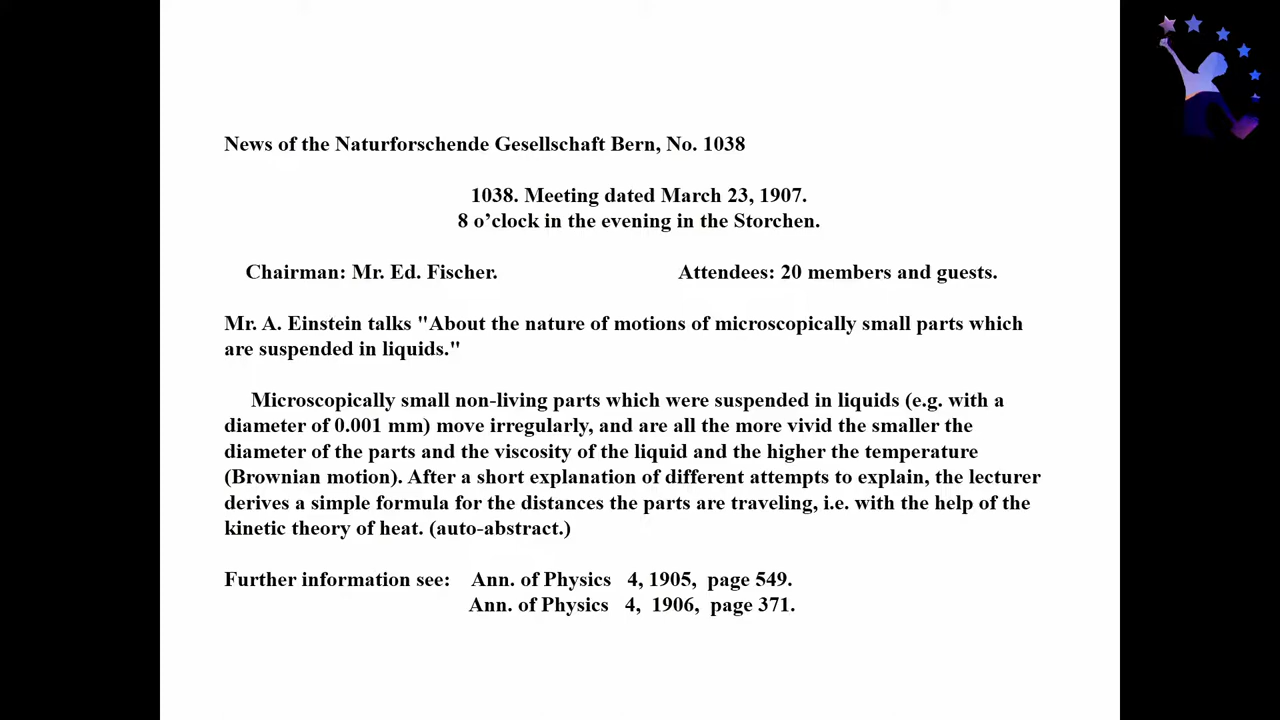 News of the Naturforschende Gesellschaft Bern, No. 1038
1038. Meeting dated March 23, 1907.
8 o’clock in the evening in the Storchen.
Chairman: Mr. Ed. Fischer. Attendees: 20 members and guests.
Mr. A. Einstein talks "About the nature of motions of microscopically small parts which
are suspended in liquids."
Microscopically small non-living parts which were suspended in liquids (e.g. with a
diameter of 0.001 mm) move irregularly, and are all the more vivid the smaller the
diameter of the parts and the viscosity of the liquid and the higher the temperature
(Brownian motion). After a short explanation of different attempts to explain, the lecturer
derives a simple formula for the distances the parts are traveling, i.e. with the help of the
kinetic theory of heat. (auto-abstract.)
Further information see: Ann. of Physics 4, 1905, page 549.
Ann. of Physics 4, 1906, page 371.